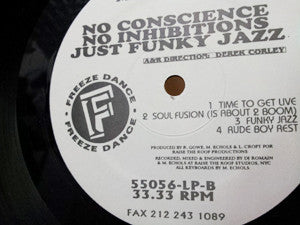 NO CONSCIENCE
NO INHIBITIONS
JUST FUNKY JAZZ
(A&R DIRECTION: DEREK CORLEY)
FREEZE DANCE
F
FREEZE DANCE
1 TIME TO GET LIVE
2 SOUL FUSION (IS ABOUT 2 BOOM)
3 FUNKY JAZZ
4 RUDE BOY REST
PRODUCED BY R. GOWE, M. ECHOLS & L. CROFT FOR
RAISE THE ROOF PRODUCTIONS
RECORDED, MIXED & ENGINEERED BY DJ ROMAIN
& M. ECHOLS AT RAISE THE ROOF STUDIOS, NYC.
ALL KEYBOARDS BY M. ECHOLS
55056-LP-B
33.33 RPM
FAX 212 243 1089